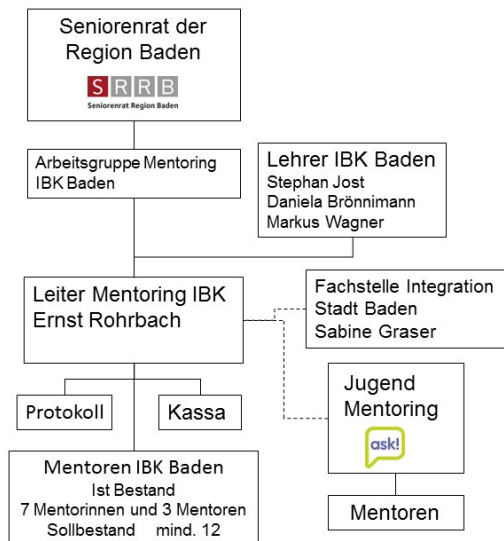 Seniorenrat der
Region Baden
SRRB
Seniorenrat Region Baden
Arbeitsgruppe Mentoring
IBK Baden
Lehrer IBK Baden
Stephan Jost
Daniela Brönnimann
Markus Wagner
Leiter Mentoring IBK
Ernst Rohrbach
Fachstelle Integration
Stadt Baden
Sabine Graser
Jugend
Mentoring
ask!
Protokoll
Kassa
Mentoren IBK Baden
Ist Bestand
7 Mentorinnen und 3 Mentoren
Sollbestand mind. 12
Mentoren